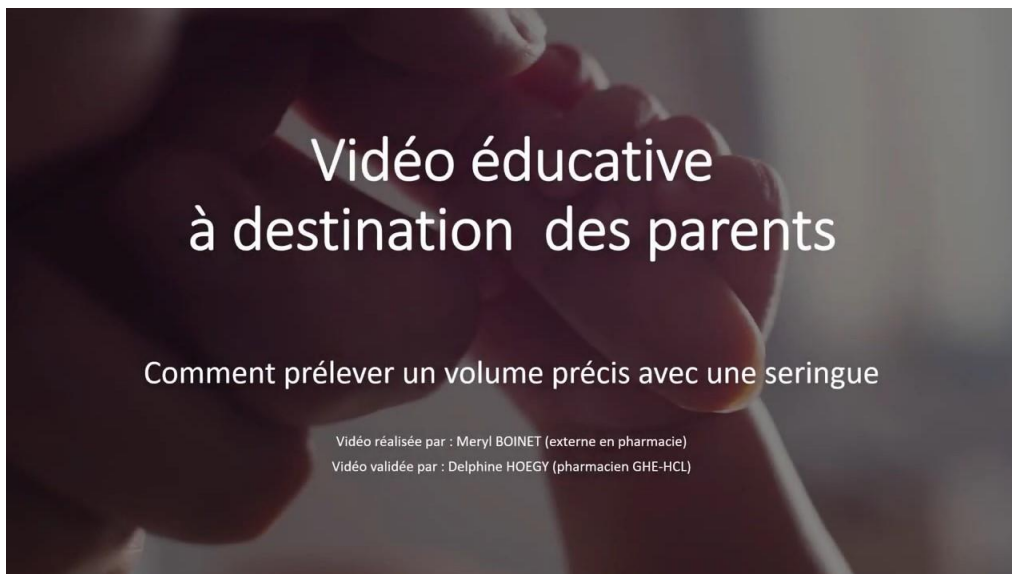 Vidéo éducative
à destination des parents
Comment prélever un volume précis avec une seringue
Vidéo réalisée par : Meryl BOINET (externe en pharmacie)
Vidéo validée par : Delphine HOEGY (pharmacien GHE-HCL)